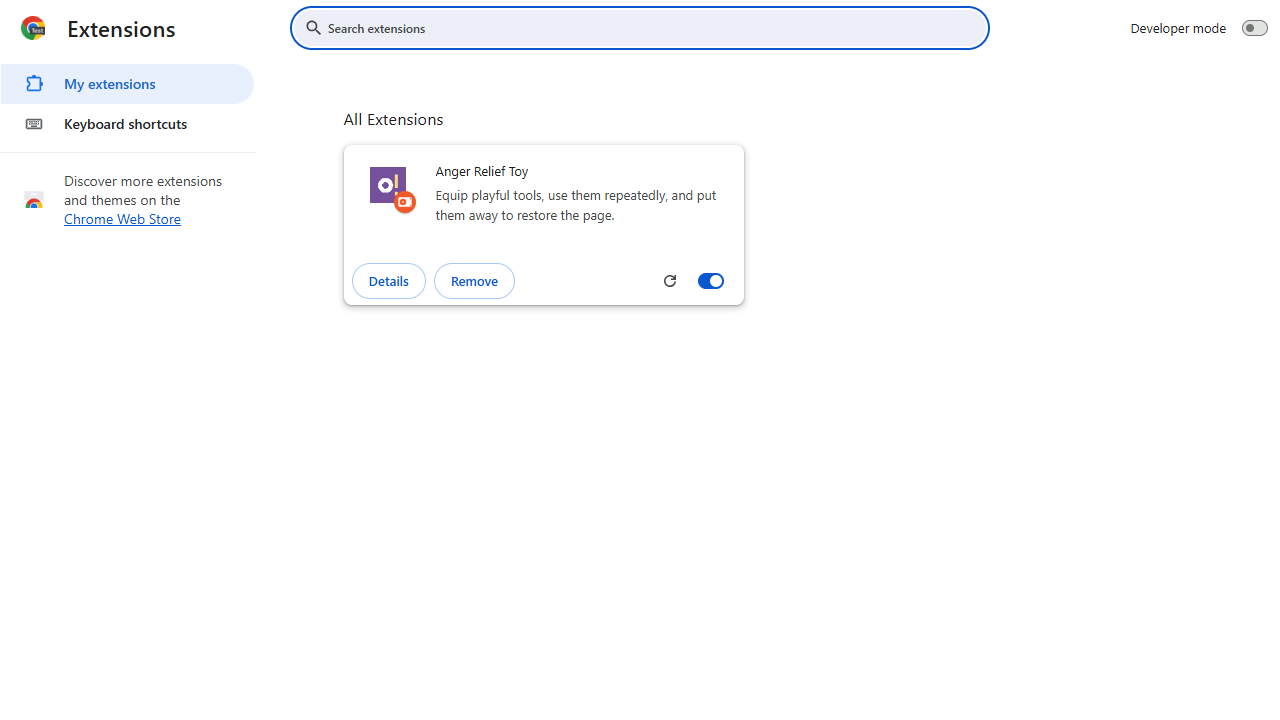 Extensions
Search extensions
Developer mode
My extensions
Keyboard shortcuts
Discover more extensions
and themes on the
Chrome Web Store
All Extensions
Anger Relief Toy
Equip playful tools, use them repeatedly, and put
them away to restore the page.
Details
Remove